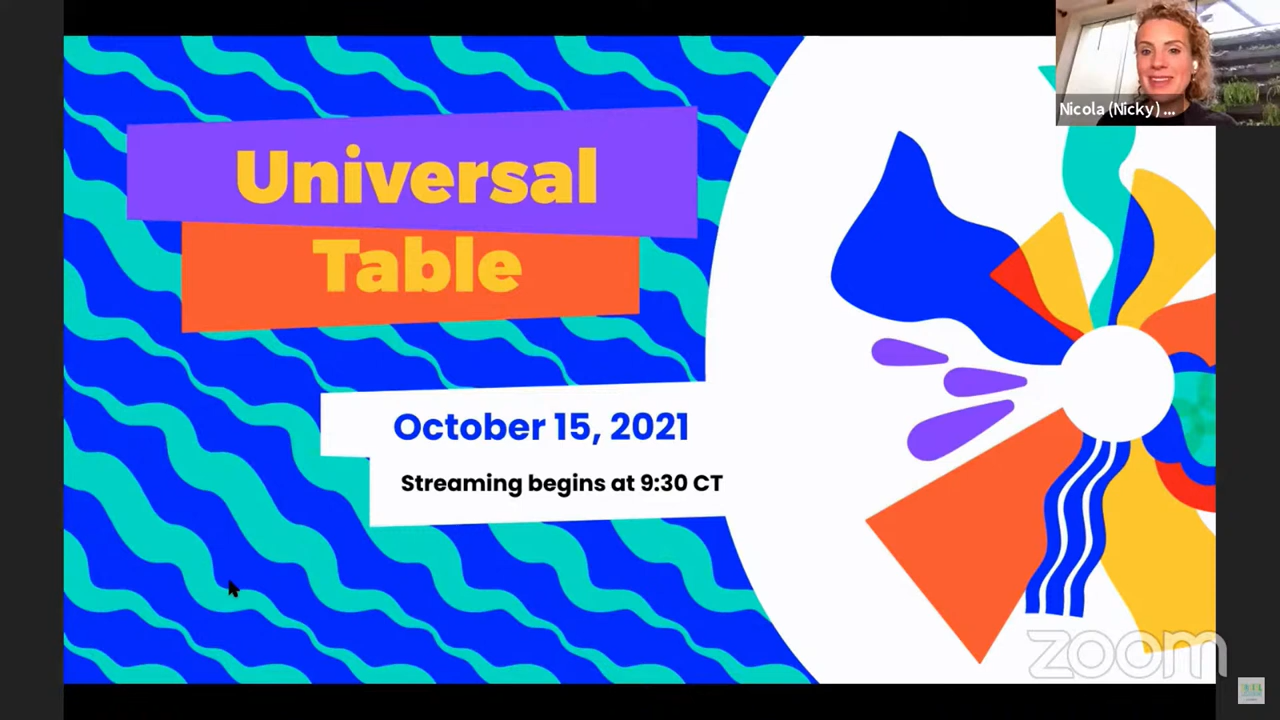 Nicola (Nicky) ...
Universal
Table
October 15, 2021
Streaming begins at 9:30 CT
zoom